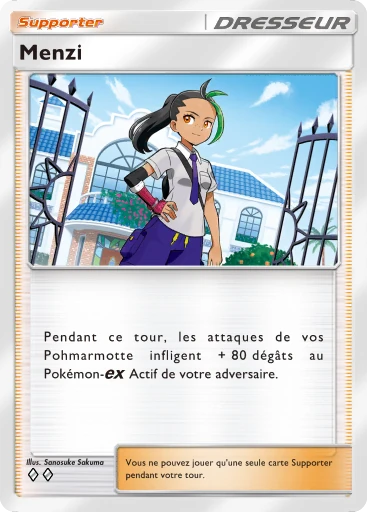 Supporter
DRESSEUR
Menzi
Pendant ce tour, les attaques de vos
Pohmarmotte infligent + 80 dégâts au
Pokémon-ex Actif de votre adversaire.
Illus. Sanosuke Sakuma
Vous ne pouvez jouer qu'une seule carte Supporter
pendant votre tour.